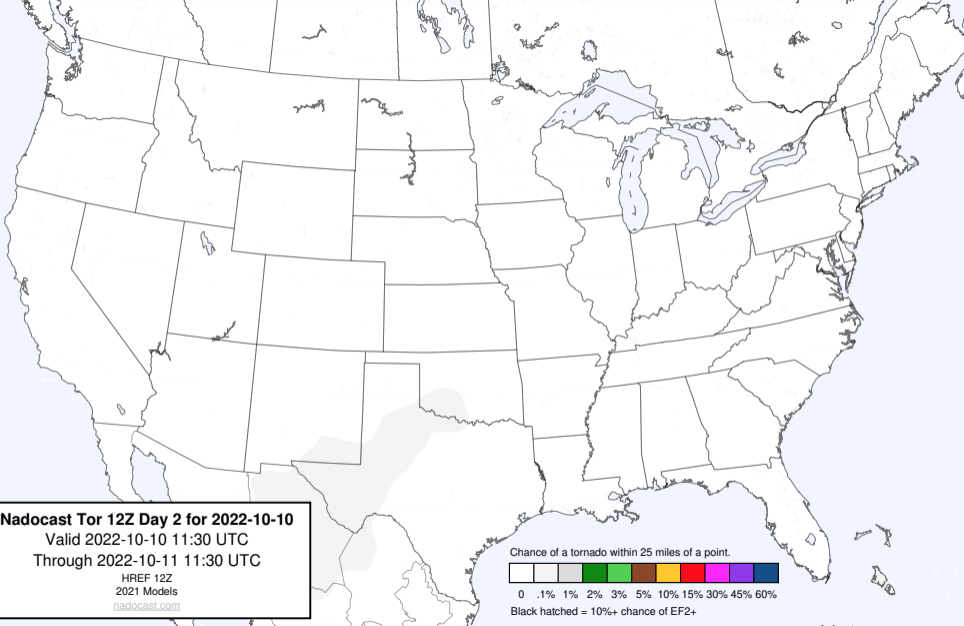 Nadocast Tor 12Z Day 2 for 2022-10-10
Valid 2022-10-10 11:30 UTC
Through 2022-10-11 11:30 UTC
HREF 12Z
2021 Models
nadocast.com
Chance of a tornado within 25 miles of a point.
0 .1% 1% 2% 3% 5% 10% 15% 30% 45% 60%
Black hatched = 10%+ chance of EF2+